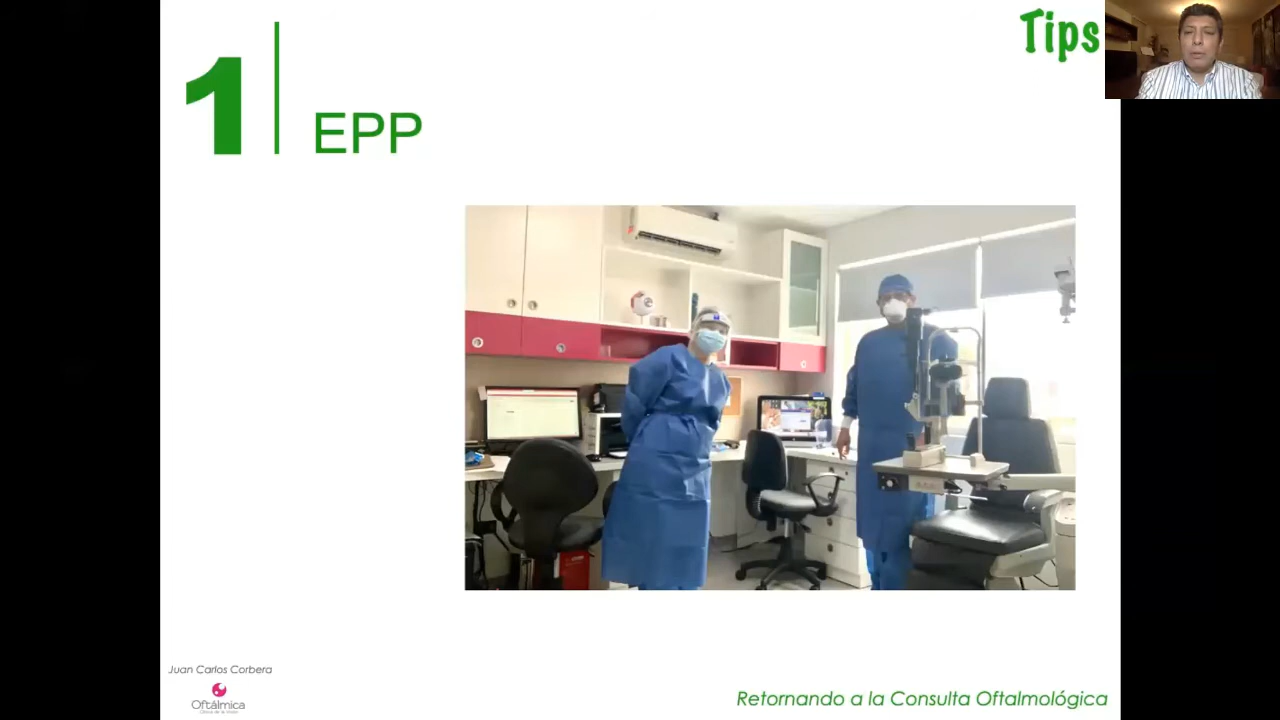 Tips
1
EPP
Juan Carlos Corbera
Oftálmica
Retornando a la Consulta Oftalmológica